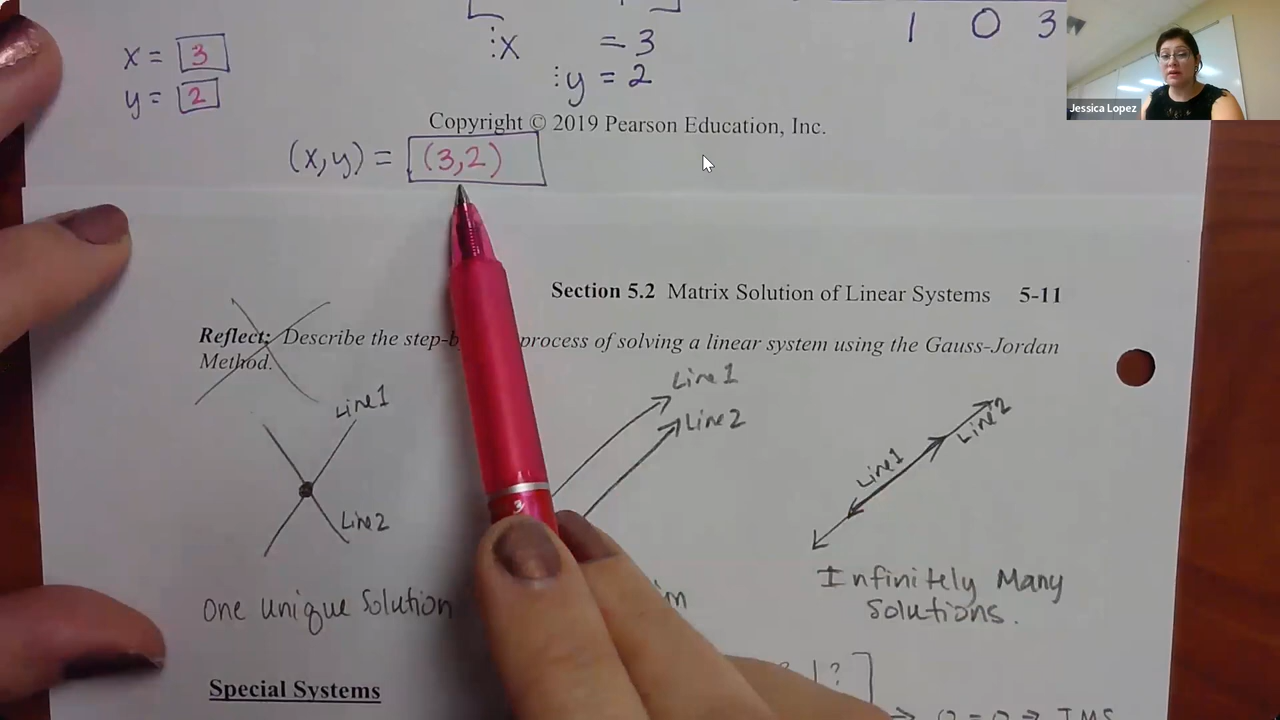 x = 3
y = 2
x = 3
y = 2
1 0 3
Jessica Lopez
Copyright © 2019 Pearson Education, Inc.
(x,y) = (3,2)
Section 5.2 Matrix Solution of Linear Systems 5-11
Reflect: Describe the step-b process of solving a linear system using the Gauss-Jordan
Method.
Line 1
Line 2
Line 1
Line 2
Line 1
Line 2
one unique solution
Infinitely Many
Solutions.
Special Systems
?
0 = 0 ⇒ IMS